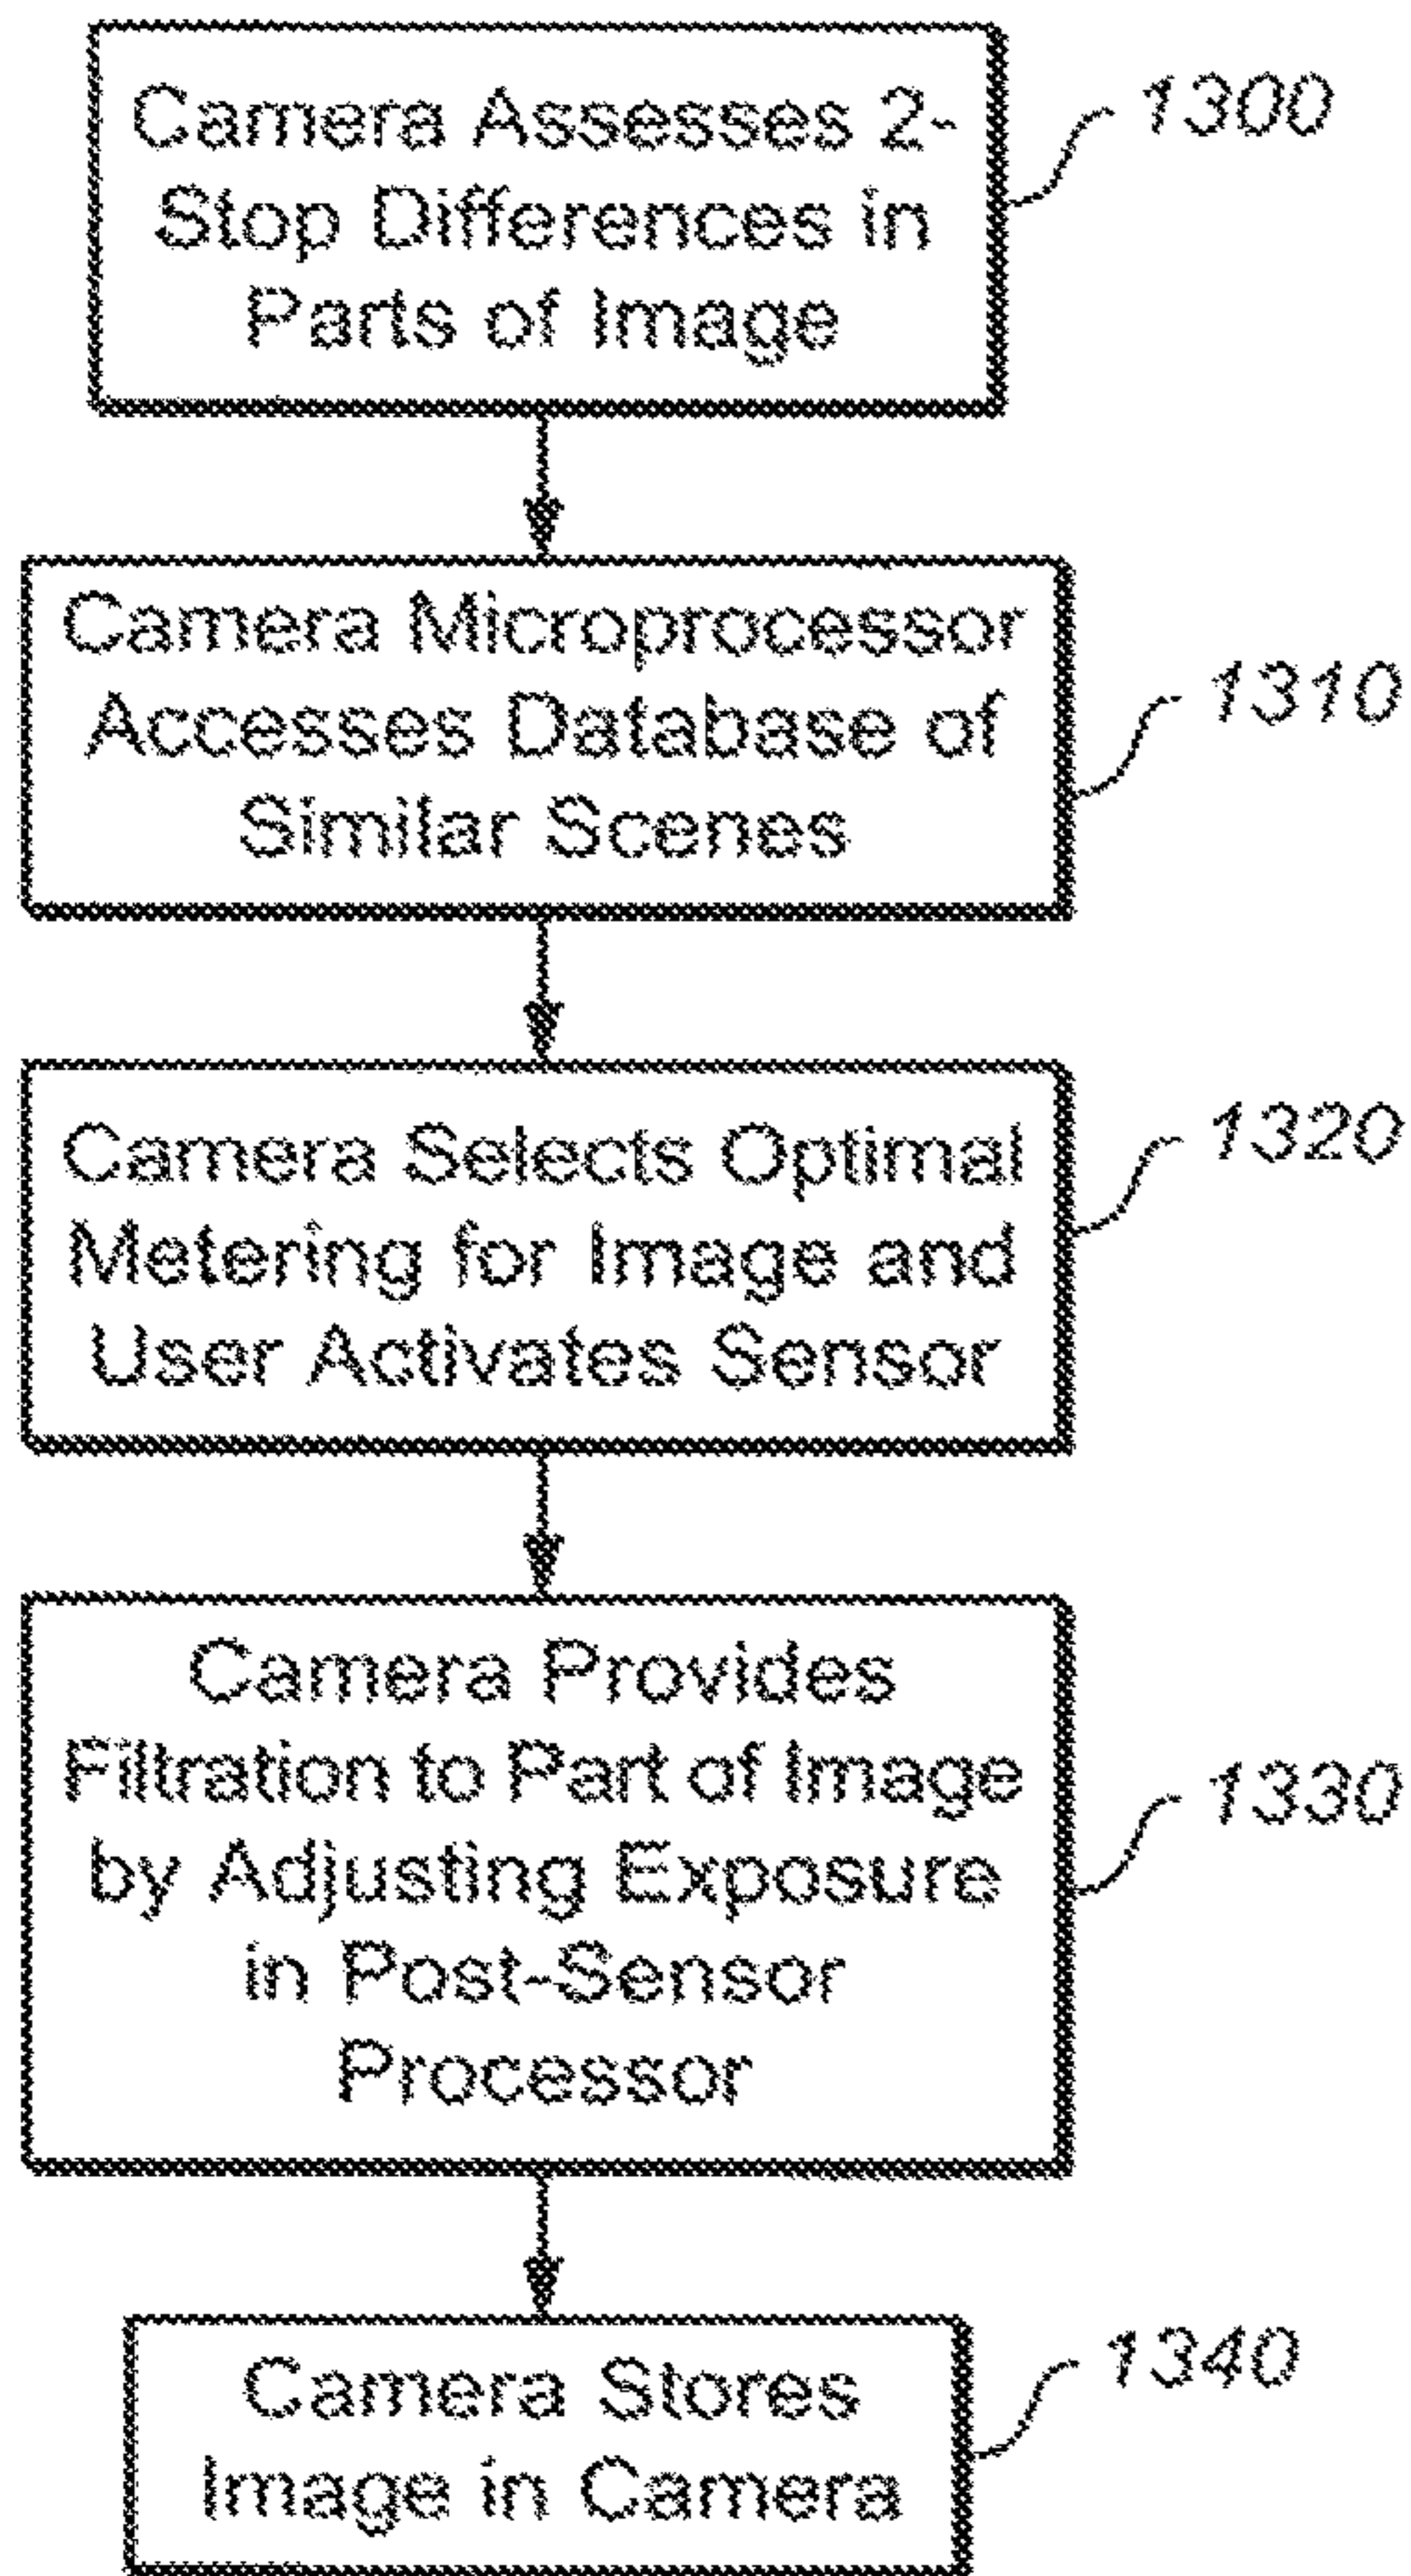 Camera Assesses 2-
Stop Differences in
Parts of Image
1300
Camera Microprocessor
Accesses Database of
Similar Scenes
1310
Camera Selects Optimal
Metering for Image and
User Activates Sensor
1320
Camera Provides
Filtration to Part of Image
by Adjusting Exposure
in Post-Sensor
Processor
1330
Camera Stores
Image in Camera
1340